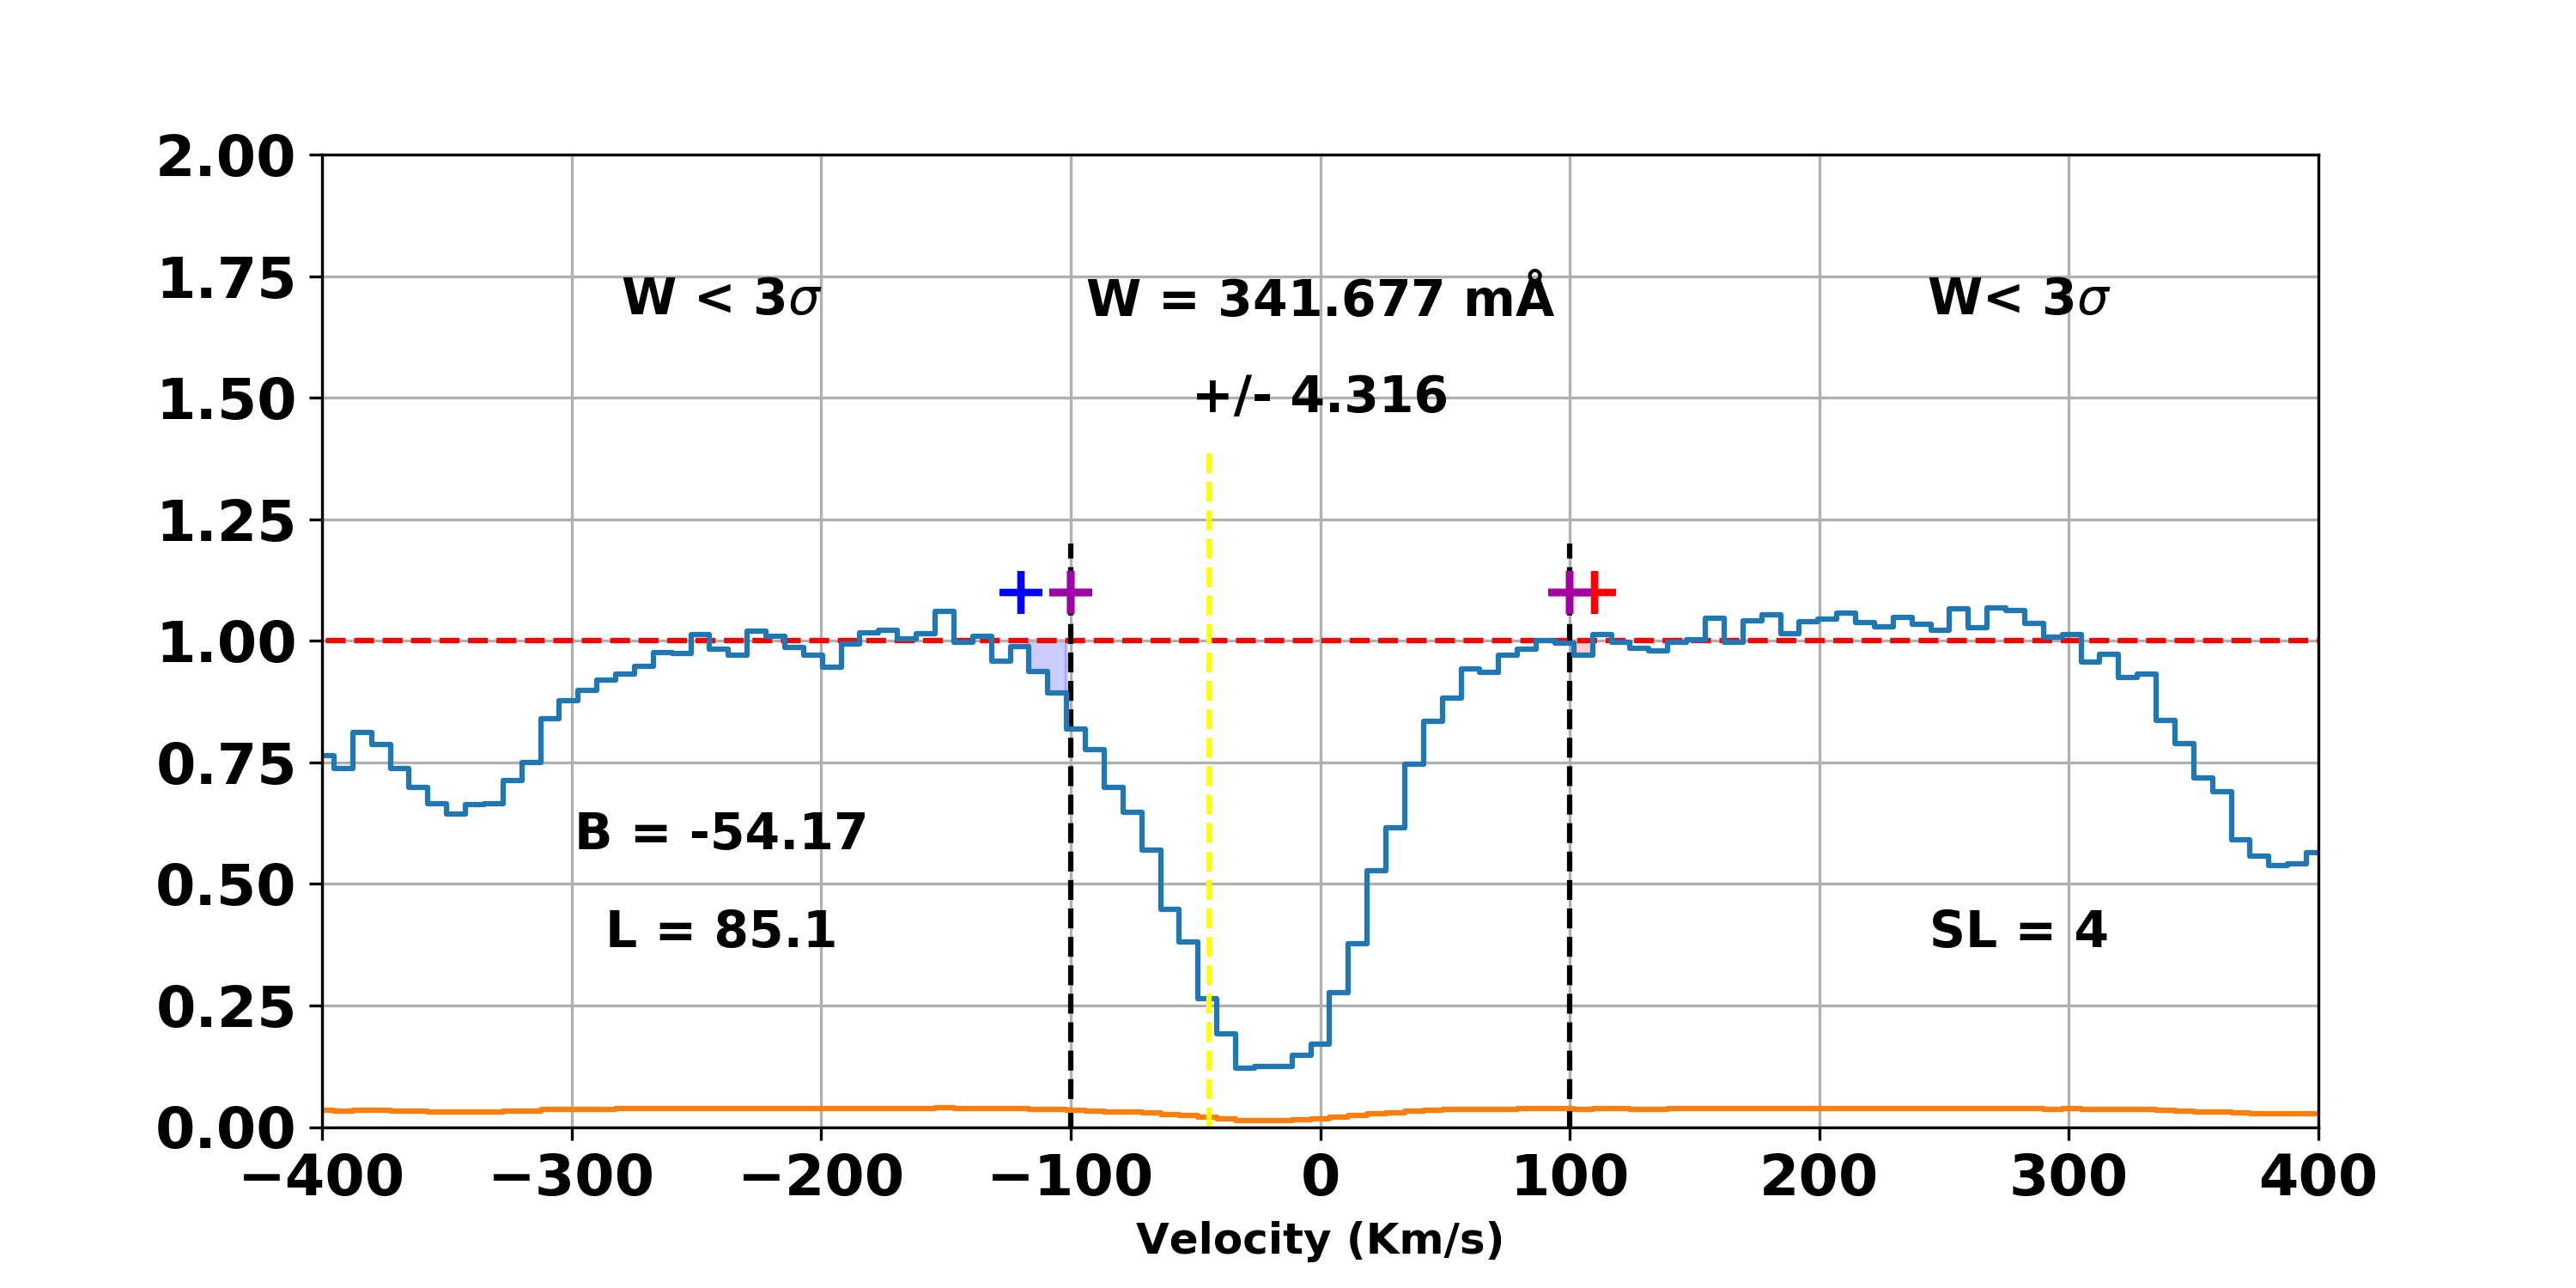 2.00
1.75
W < 3σ
W = 341.677 mÅ
W< 3σ
1.50
+/- 4.316
1.25
1.00
0.75
B = -54.17
0.50
L = 85.1
SL = 4
0.25
0.00
−400 −300 −200 −100 0 100 200 300 400
Velocity (Km/s)